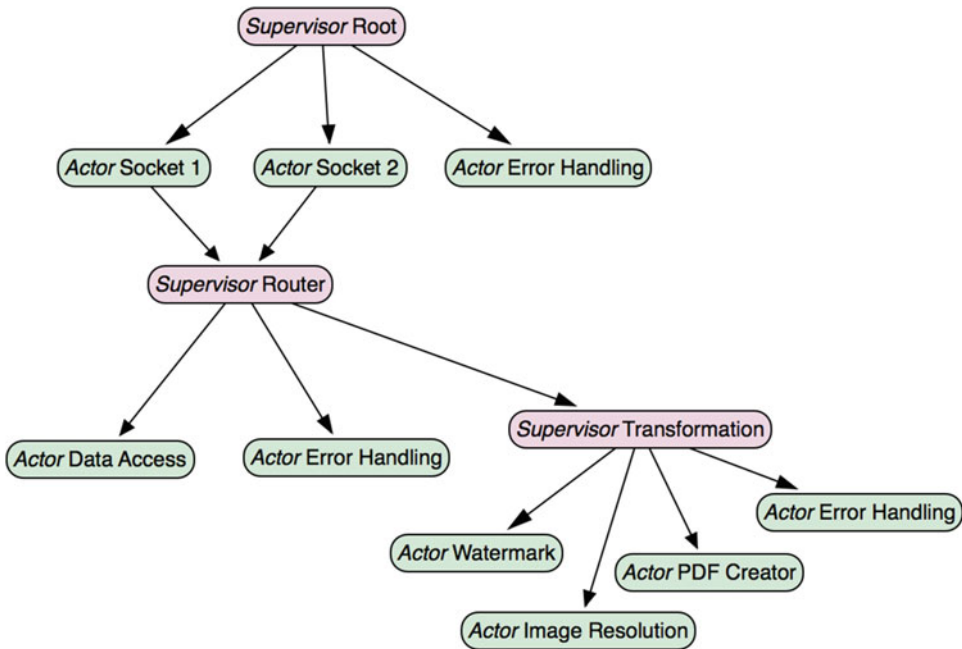 Supervisor Root
Actor Socket 1
Actor Socket 2
Actor Error Handling
Supervisor Router
Supervisor Transformation
Actor Data Access
Actor Error Handling
Actor Error Handling
Actor Watermark
Actor PDF Creator
Actor Image Resolution